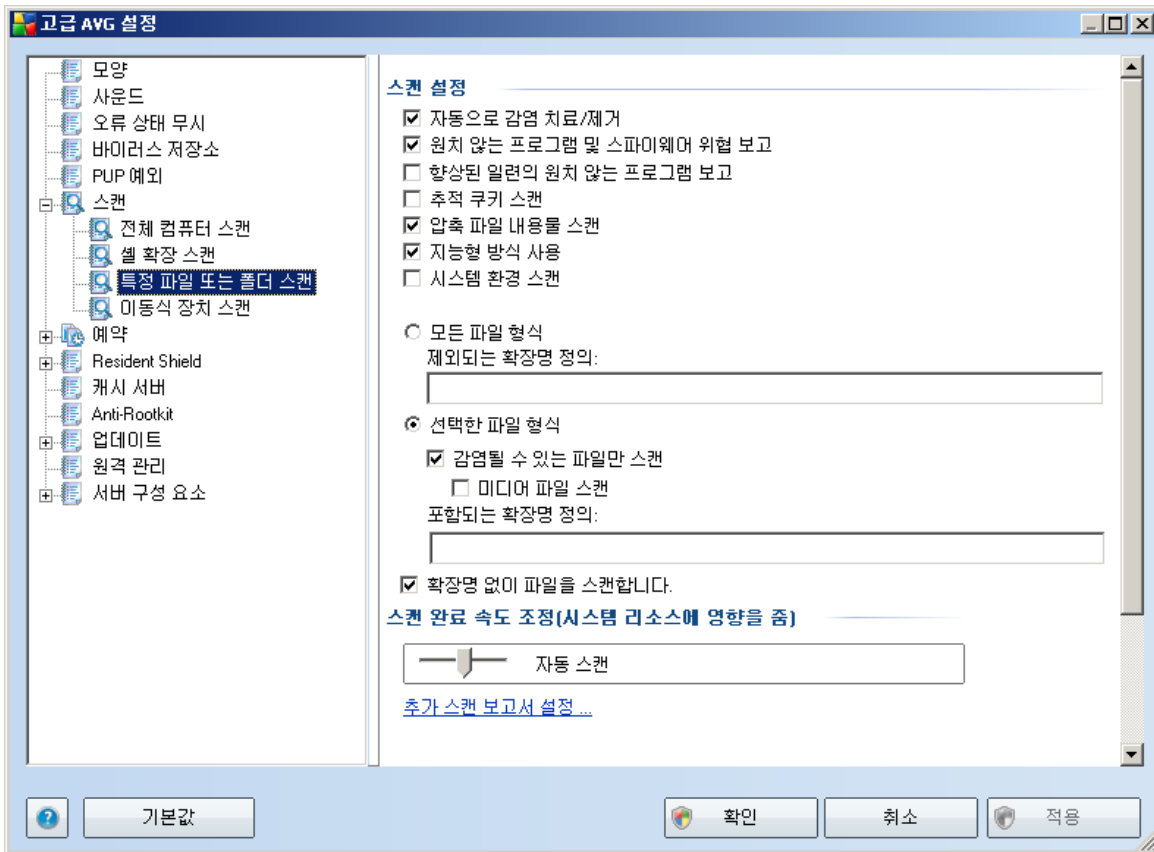 고급 AVG 설정
모양
사운드
오류 상태 무시
바이러스 저장소
PUP 예외
스캔
전체 컴퓨터 스캔
셸 확장 스캔
특정 파일 또는 폴더 스캔
이동식 장치 스캔
예약
Resident Shield
캐시 서버
Anti-Rootkit
업데이트
원격 관리
서버 구성 요소
스캔 설정
자동으로 감염 치료/제거
원치 않는 프로그램 및 스파이웨어 위협 보고
향상된 일련의 원치 않는 프로그램 보고
추적 쿠키 스캔
압축 파일 내용물 스캔
지능형 방식 사용
시스템 환경 스캔
모든 파일 형식
제외되는 확장명 정의:
선택한 파일 형식
감염될 수 있는 파일만 스캔
미디어 파일 스캔
포함되는 확장명 정의:
확장명 없이 파일을 스캔합니다.
스캔 완료 속도 조정(시스템 리소스에 영향을 줌)
자동 스캔
추가 스캔 보고서 설정 ...
기본값
확인
취소
적용